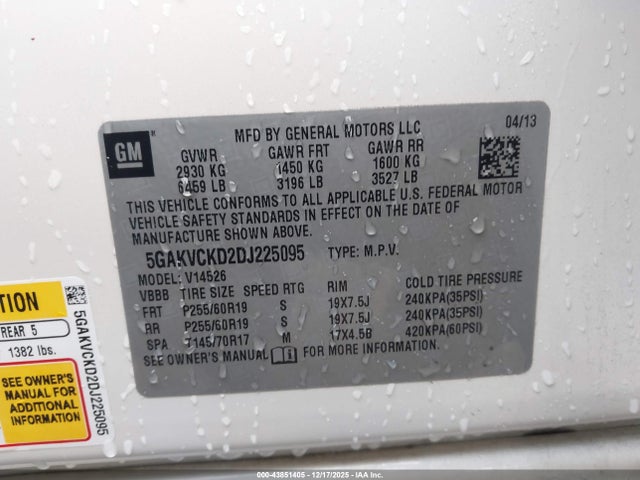 GM
MFD BY GENERAL MOTORS LLC
04/13
GVWR GAWR FRT GAWR RR
2930 KG 1450 KG 1600 KG
6459 LB 3196 LB 3527 LB
THIS VEHICLE CONFORMS TO ALL APPLICABLE U.S. FEDERAL MOTOR
VEHICLE SAFETY STANDARDS IN EFFECT ON THE DATE OF
MANUFACTURE SHOWN ABOVE.
5GAKVCKD2DJ225095 TYPE: M.P.V.
MODEL: V14526
VBBB TIRE SIZE SPEED RTG RIM COLD TIRE PRESSURE
FRT P255/60R19 S 19X7.5J 240KPA(35PSI)
RR P255/60R19 S 19X7.5J 240KPA(35PSI)
SPA T145/70R17 M 17X4.5B 420KPA(60PSI)
SEE OWNER'S MANUAL FOR MORE INFORMATION.
TION
REAR 5
1382 lbs.
SEE OWNER'S
MANUAL FOR
ADDITIONAL
INFORMATION
5GAKVCKD2DJ225095
000-43851405 - 12/17/2025 - IAA, Inc.